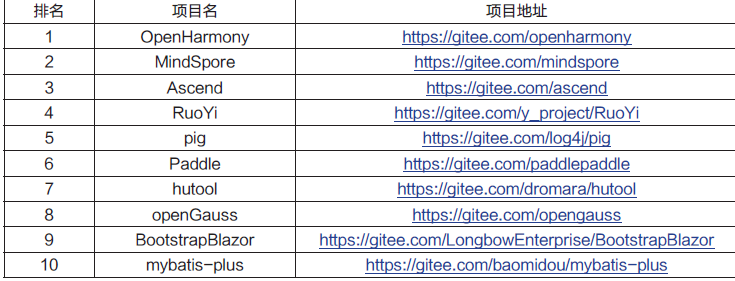 排名 项目名 项目地址
1 OpenHarmony https://gitee.com/openharmony
2 MindSpore https://gitee.com/mindspore
3 Ascend https://gitee.com/ascend
4 RuoYi https://gitee.com/y_project/RuoYi
5 pig https://gitee.com/log4j/pig
6 Paddle https://gitee.com/paddlepaddle
7 hutool https://gitee.com/dromara/hutool
8 openGauss https://gitee.com/opengauss
9 BootstrapBlazor https://gitee.com/LongbowEnterprise/BootstrapBlazor
10 mybatis-plus https://gitee.com/baomidou/mybatis-plus